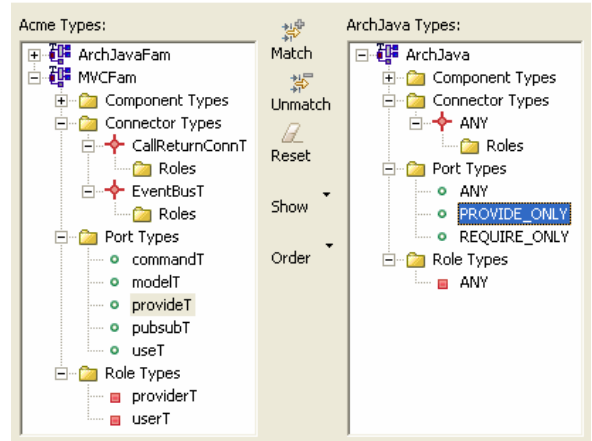 Acme Types:
ArchJavaFam
MVCFam
Component Types
Connector Types
CallReturnConnT
Roles
EventBusT
Roles
Port Types
commandT
modelT
provideT
pubsubT
useT
Role Types
providerT
userT
Match
Unmatch
Reset
Show
Order
ArchJava Types:
ArchJava
Component Types
Connector Types
ANY
Roles
Port Types
ANY
PROVIDE_ONLY
REQUIRE_ONLY
Role Types
ANY